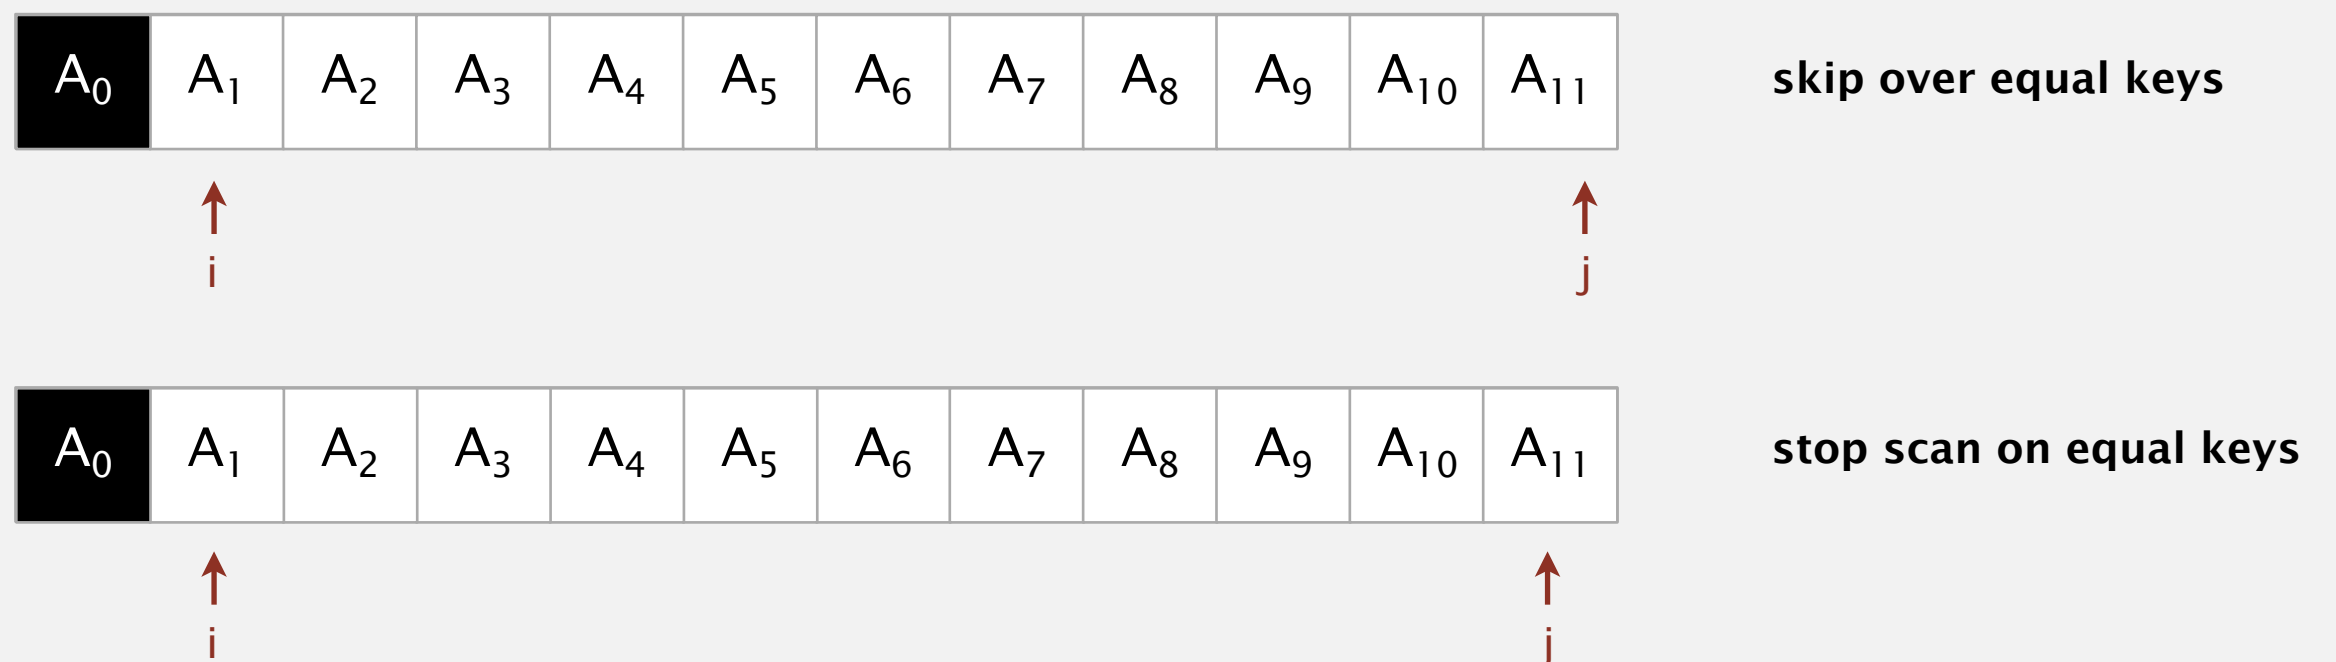 A₀ A₁ A₂ A₃ A₄ A₅ A₆ A₇ A₈ A₉ A₁₀ A₁₁ skip over equal keys
i j
A₀ A₁ A₂ A₃ A₄ A₅ A₆ A₇ A₈ A₉ A₁₀ A₁₁ stop scan on equal keys
i j